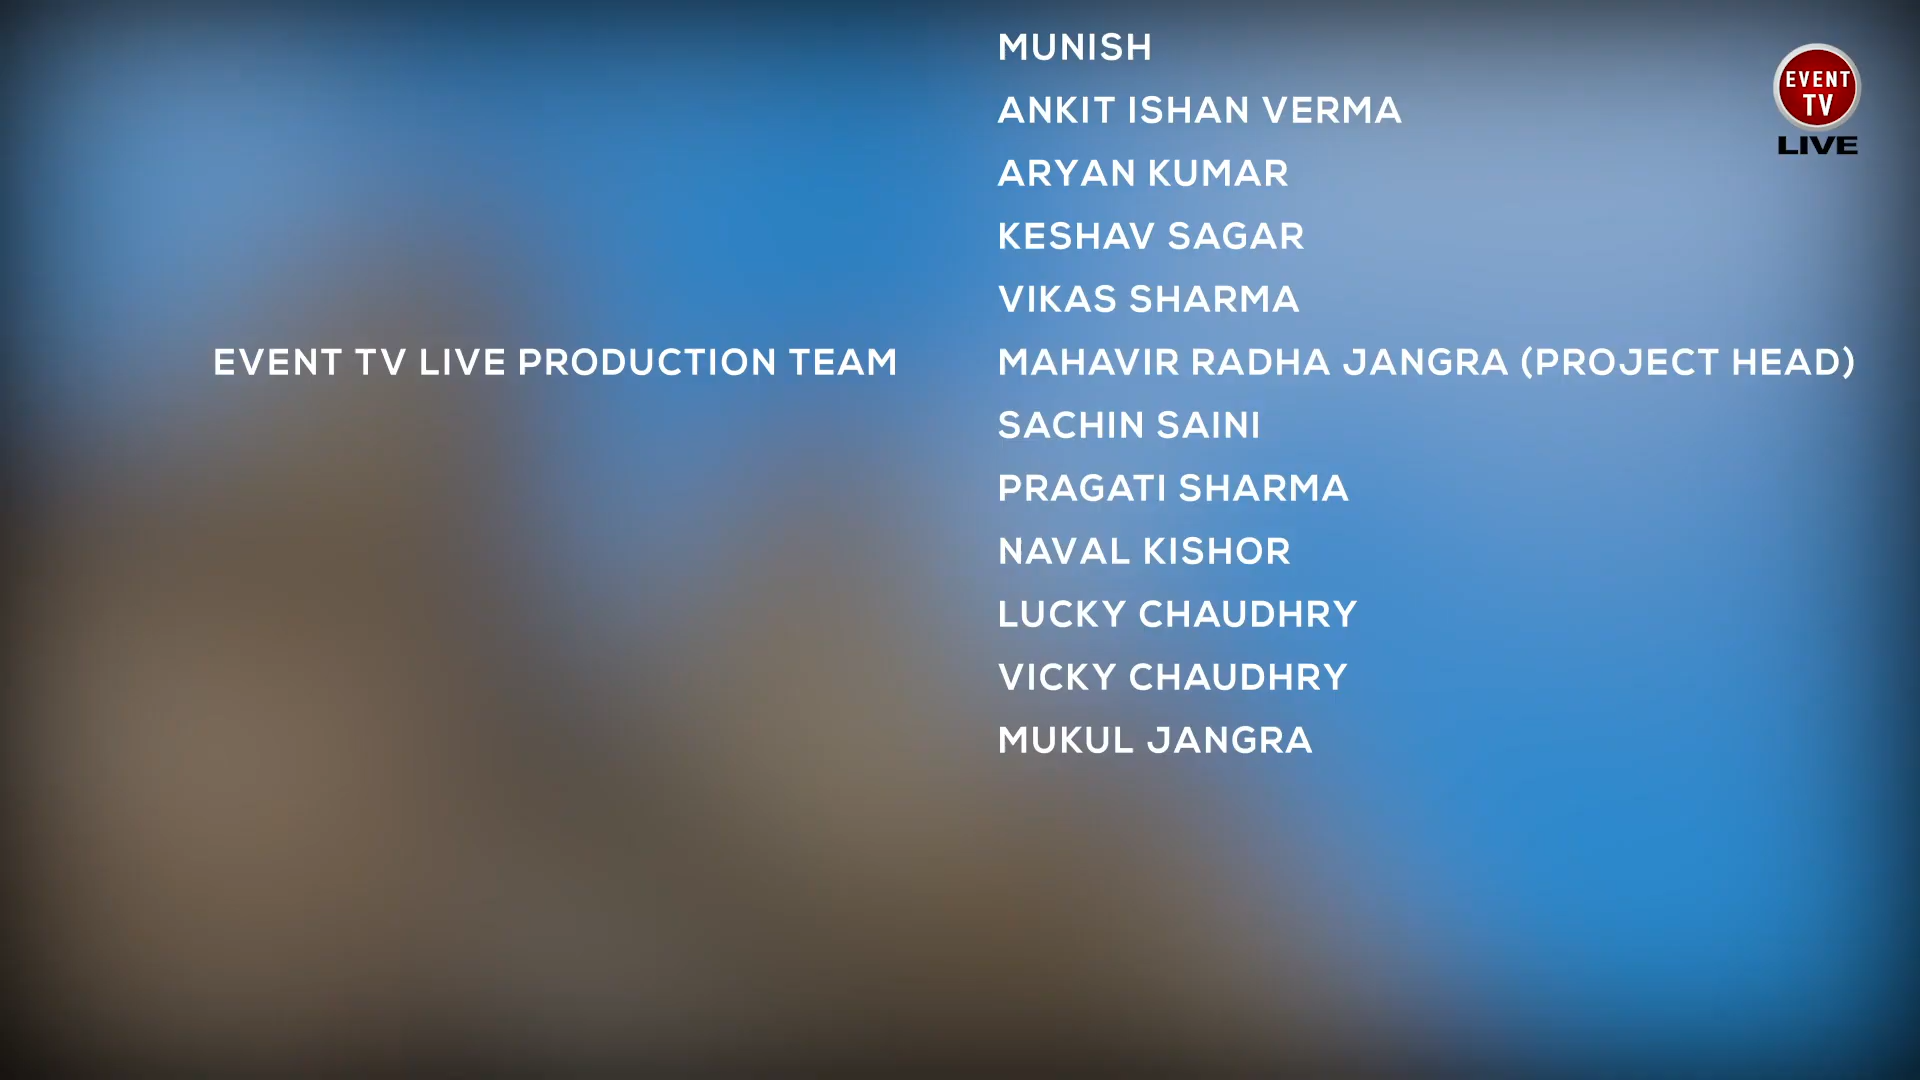 MUNISH
ANKIT ISHAN VERMA
ARYAN KUMAR
KESHAV SAGAR
VIKAS SHARMA
EVENT TV LIVE PRODUCTION TEAM
MAHAVIR RADHA JANGRA (PROJECT HEAD)
SACHIN SAINI
PRAGATI SHARMA
NAVAL KISHOR
LUCKY CHAUDHRY
VICKY CHAUDHRY
MUKUL JANGRA
EVENT
TV
LIVE